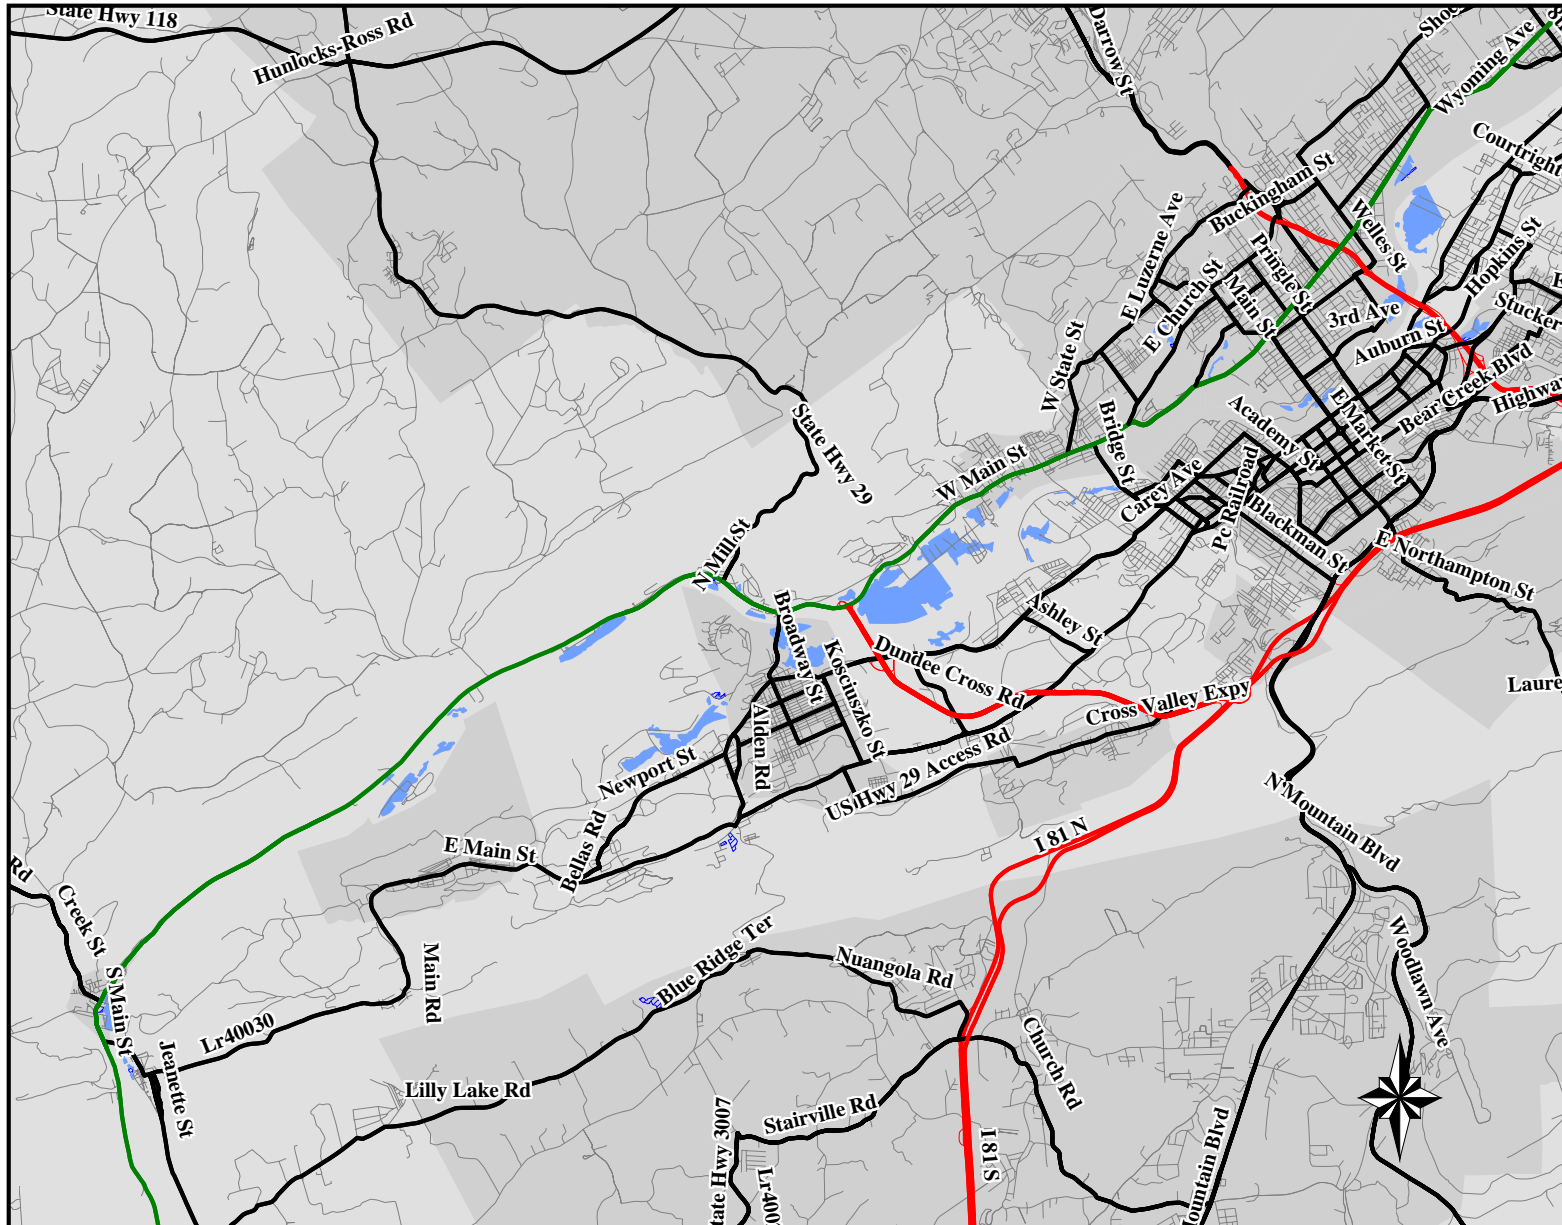 State Hwy 118
Hunlocks-Ross Rd
Darrow St
Wyoming Ave
Courtright
Buckingham St
E Luzerne Ave
Welles St
Hopkins St
Pringle St
E Church St
Main St
3rd Ave
Stucker
Auburn St
W State St
Bear Creek Blvd
Highwa
State Hwy 29
Bridge St
Academy St
E Market St
W Main St
Carey Ave
Pc Railroad
Blackman St
N Mill St
E Northampton St
Broadway St
Ashley St
Kosciuszko St
Dundee Cross Rd
Laure
Cross Valley Expy
Alden Rd
Newport St
US Hwy 29 Access Rd
N Mountain Blvd
I 81 N
E Main St
Bellas Rd
Rd
Creek St
Woodlawn Ave
Blue Ridge Ter
Nuangola Rd
Main Rd
S Main St
Lr40030
Church Rd
Jeanette St
Lilly Lake Rd
Stairville Rd
tate Hwy 3007
I 81 S
ountain Blvd